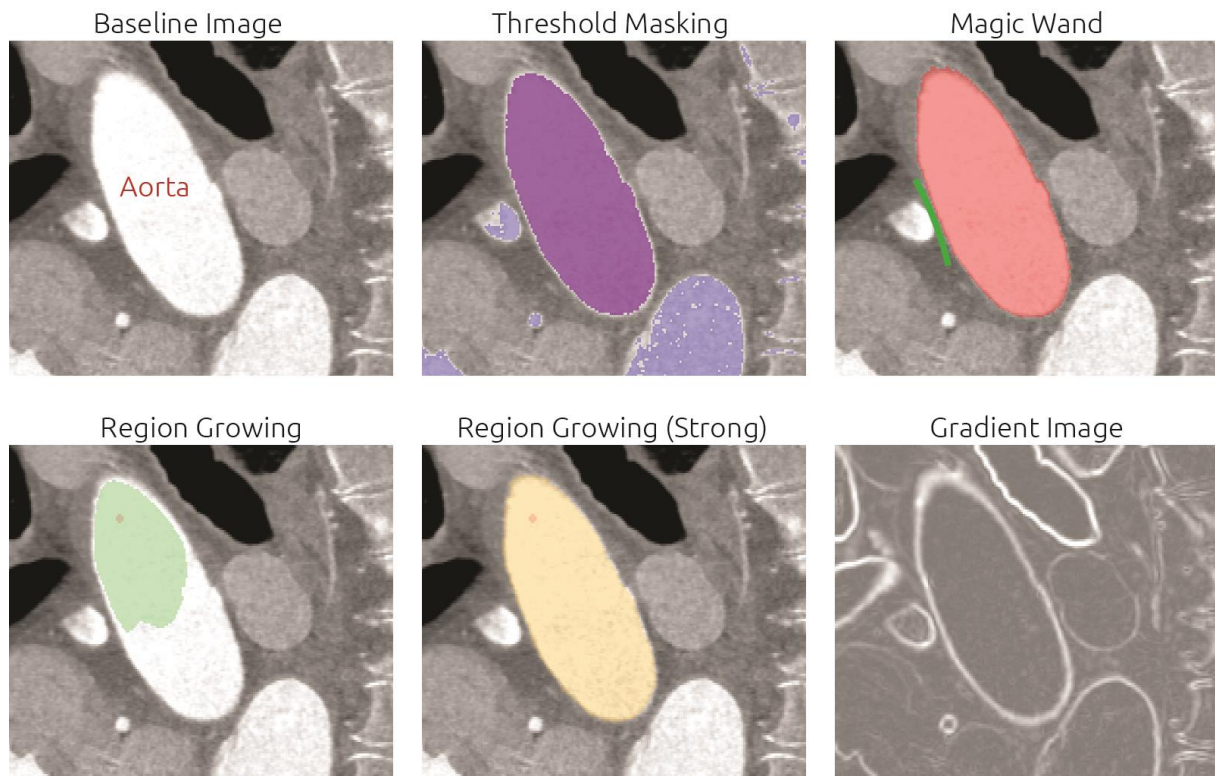 Baseline Image
Threshold Masking
Magic Wand
Aorta
Region Growing
Region Growing (Strong)
Gradient Image